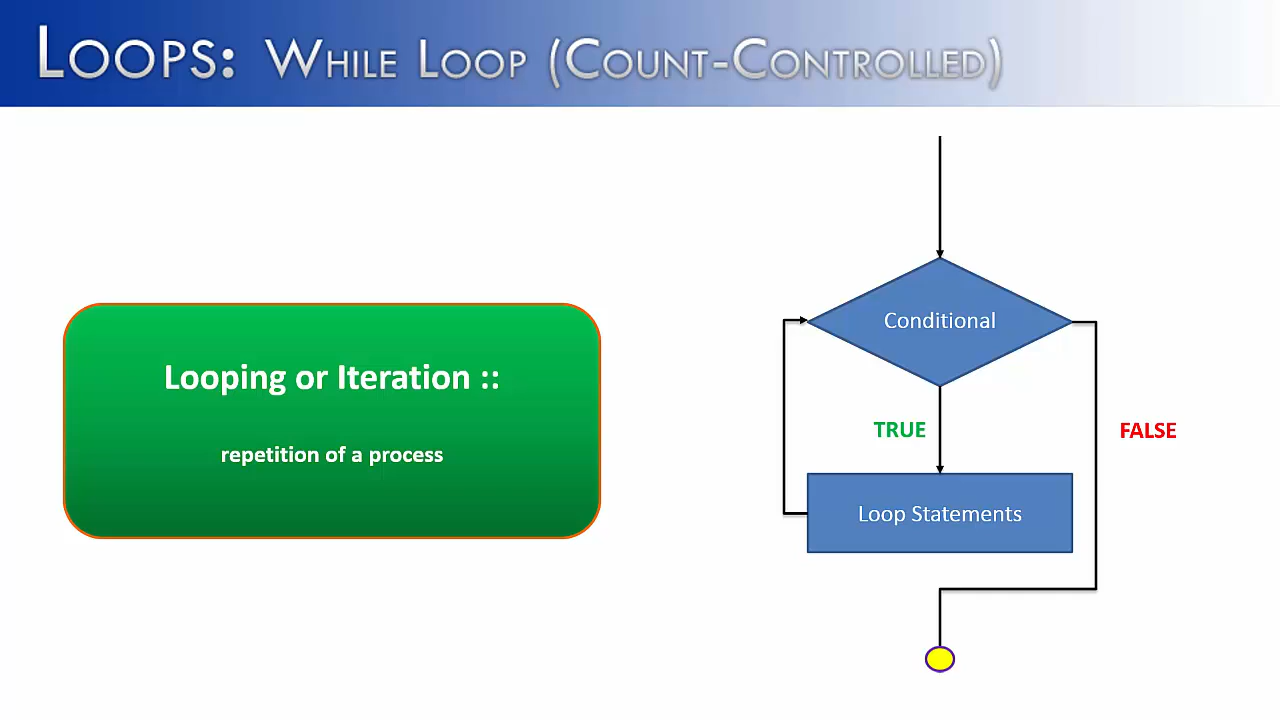 LOOPS: WHILE LOOP (COUNT-CONTROLLED)
Looping or Iteration ::
repetition of a process
Conditional
TRUE
FALSE
Loop Statements